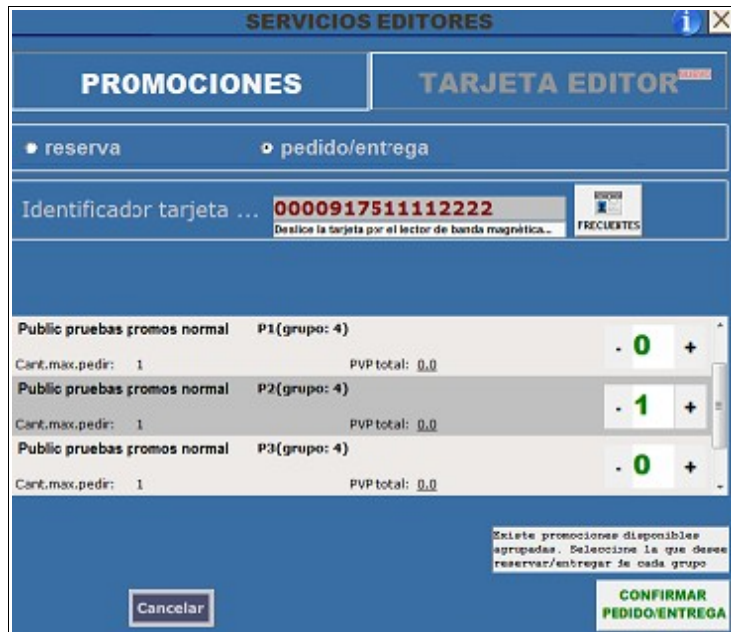 SERVICIOS EDITORES
PROMOCIONES
TARJETA EDITOR NUEVO
reserva
pedido/entrega
Identificador tarjeta ...
0000917511112222
Deslice la tarjeta por el lector de banda magnética...
FRECUENTES
Public pruebas promos normal P1(grupo: 4)
- 0 +
Cant.max.pedir: 1 PVP total: 0.0
Public pruebas promos normal P2(grupo: 4)
- 1 +
Cant.max.pedir: 1 PVP total: 0.0
Public pruebas promos normal P3(grupo: 4)
- 0 +
Cant.max.pedir: 1 PVP total: 0.0
Existe promociones disponibles
agrupadas. Seleccione la que desee
reservar/entregar de cada grupo
Cancelar
CONFIRMAR
PEDIDO/ENTREGA